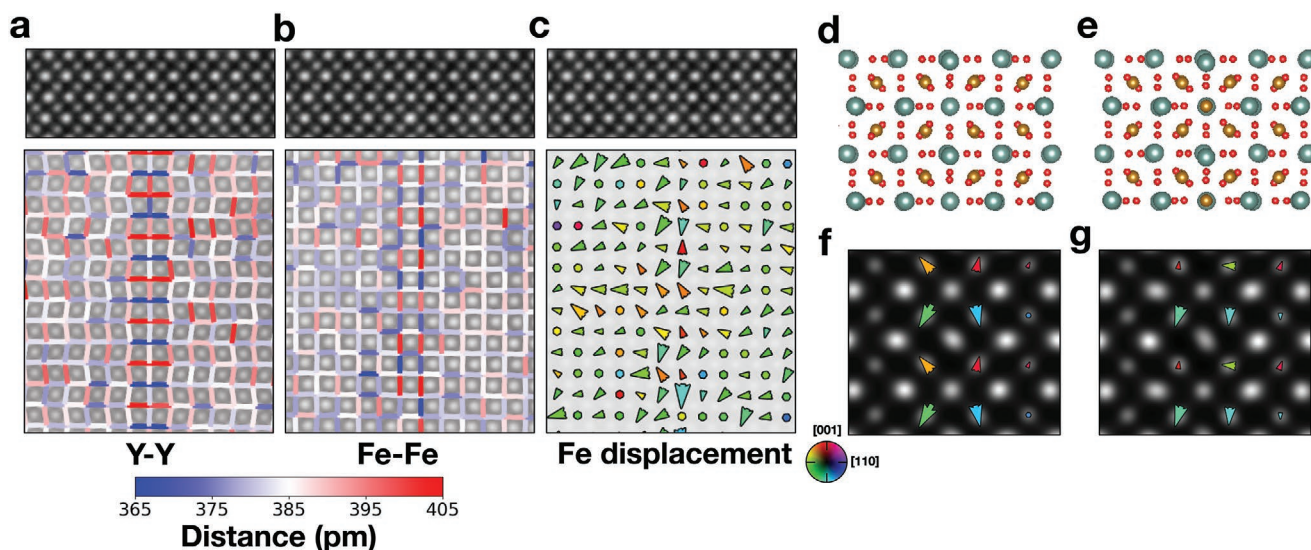 a
b
c
d
e
f
g
Y-Y
Fe-Fe
Fe displacement
[001]
[110]
365 375 385 395 405
Distance (pm)